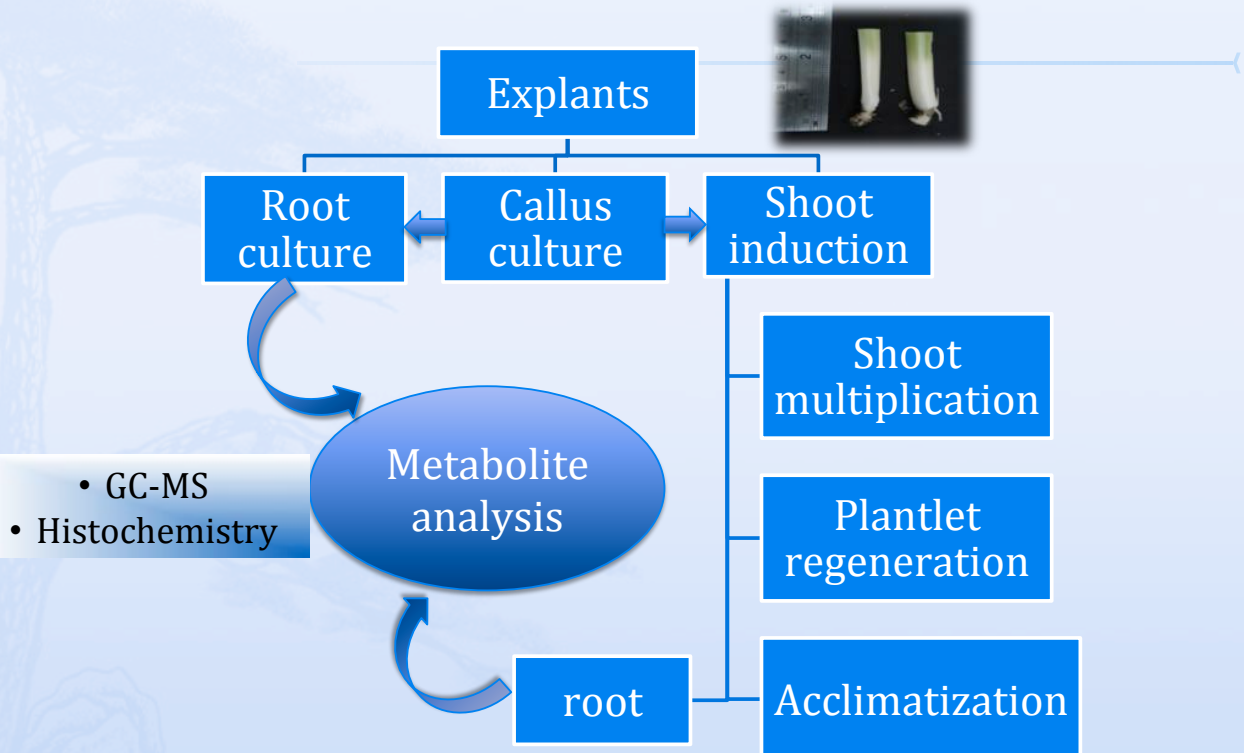 Explants
Root
culture
Callus
culture
Shoot
induction
Shoot
multiplication
Metabolite
analysis
• GC-MS
• Histochemistry
Plantlet
regeneration
root
Acclimatization